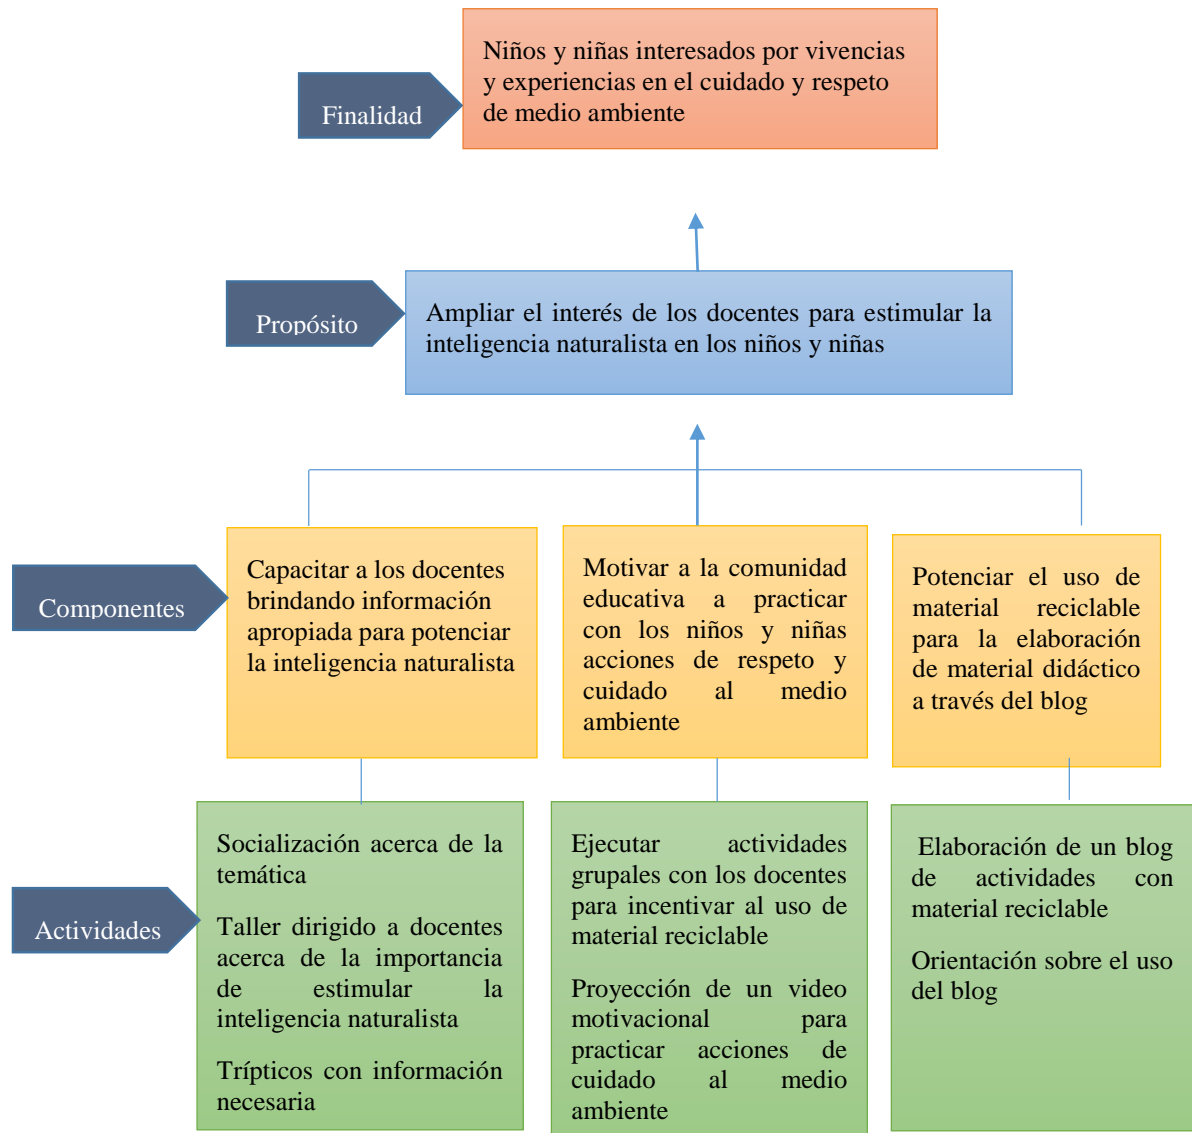 Niños y niñas interesados por vivencias
y experiencias en el cuidado y respeto
de medio ambiente
Finalidad
Ampliar el interés de los docentes para estimular la
inteligencia naturalista en los niños y niñas
Propósito
Componentes
Capacitar a los docentes
brindando información
apropiada para potenciar
la inteligencia naturalista
Motivar a la comunidad
educativa a practicar
con los niños y niñas
acciones de respeto y
cuidado al medio
ambiente
Potenciar el uso de
material reciclable
para la elaboración
de material didáctico
a través del blog
Actividades
Socialización acerca de la
temática
Taller dirigido a docentes
acerca de la importancia
de estimular la
inteligencia naturalista
Trípticos con información
necesaria
Ejecutar actividades
grupales con los docentes
para incentivar al uso de
material reciclable
Proyección de un video
motivacional para
practicar acciones de
cuidado al medio
ambiente
Elaboración de un blog
de actividades con
material reciclable
Orientación sobre el uso
del blog